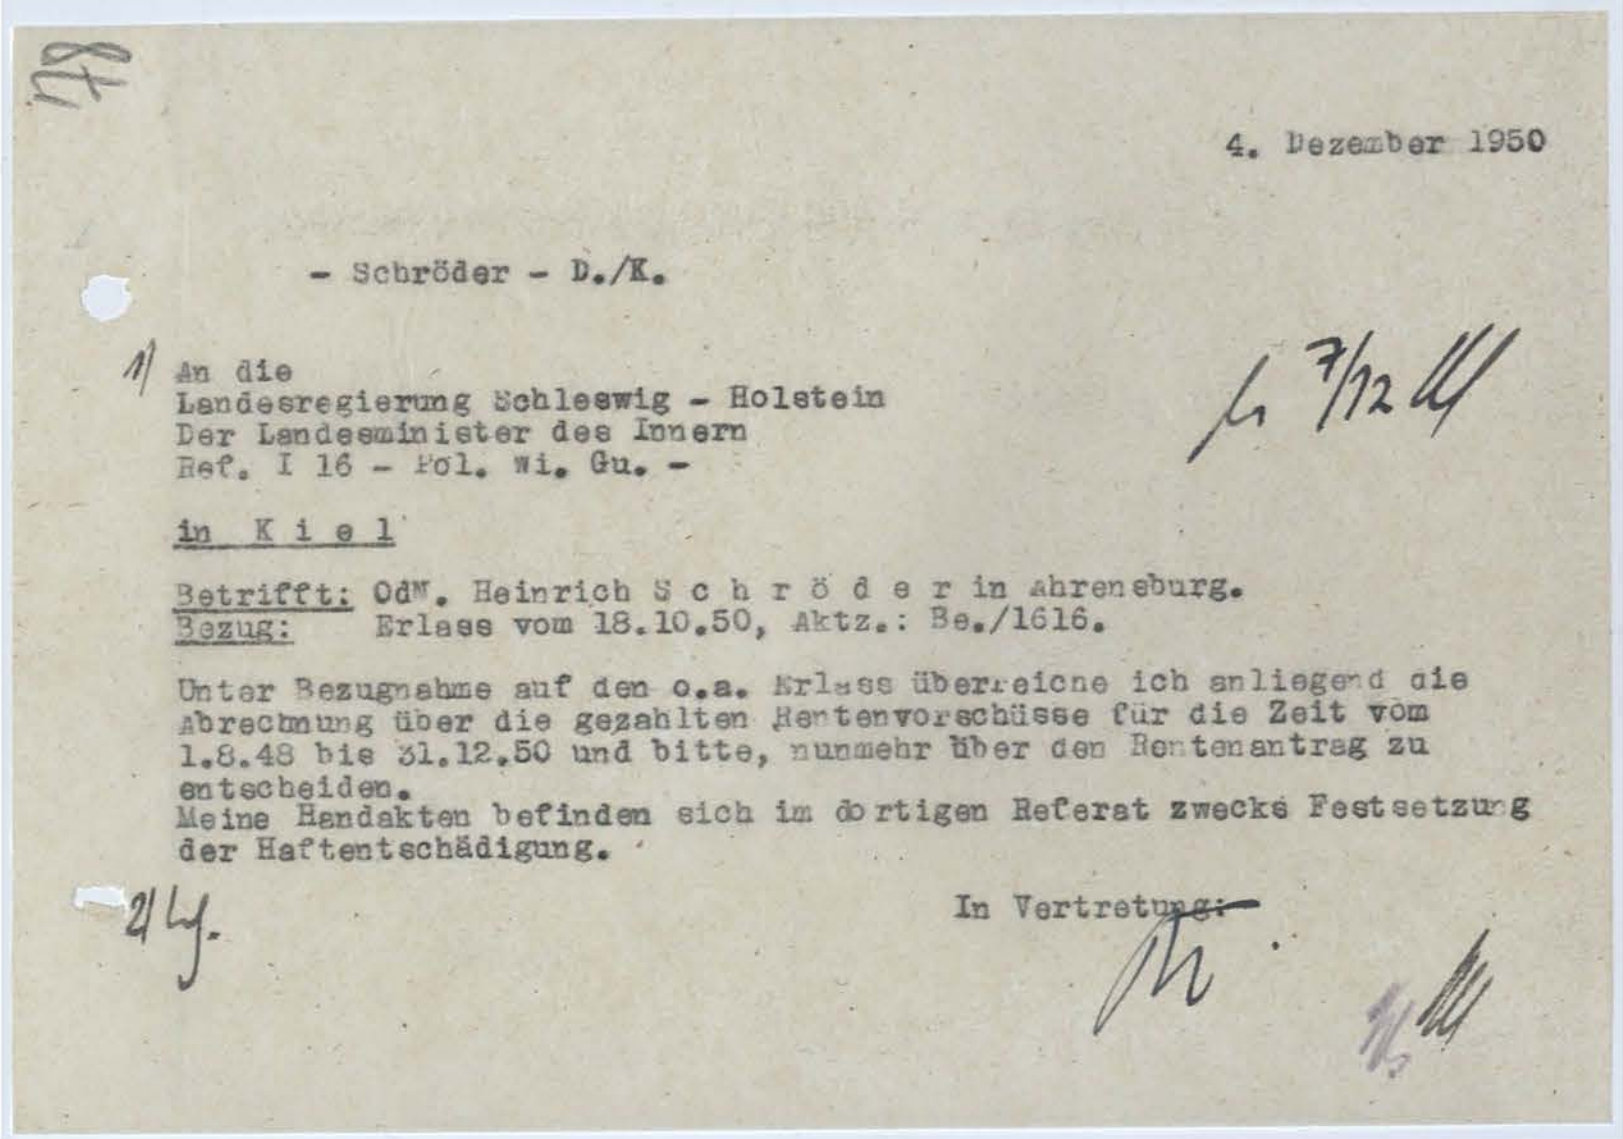 4. Dezember 1950
- Schröder - D./K.
1) An die
Landesregierung Schleswig - Holstein
Der Landesminister des Innern
Ref. I 16 - Pol. Wi. Gu. -
in K i e l
7/12
Betrifft: OdN. Heinrich S c h r ö d e r in Ahrensburg.
Bezug: Erlass vom 18.10.50, Aktz.: Be./1616.
Unter Bezugnahme auf den o.a. Erlass überreiche ich anliegend die
Abrechnung über die gezahlten Rentenvorschüsse für die Zeit vom
1.8.48 bis 31.12.50 und bitte, nunmehr über den Rentenantrag zu
entscheiden.
Meine Handakten befinden sich im dortigen Referat zwecks Festsetzung
der Haftentschädigung.
2)
In Vertretung: